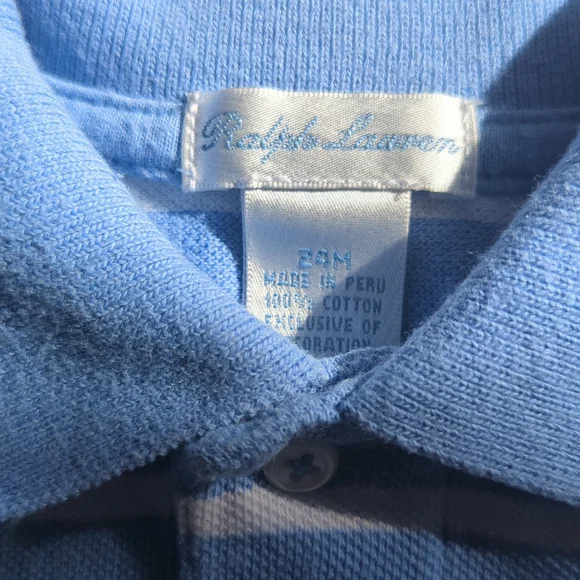 Ralph Lauren
24M
MADE IN PERU
100% COTTON
EXCLUSIVE OF